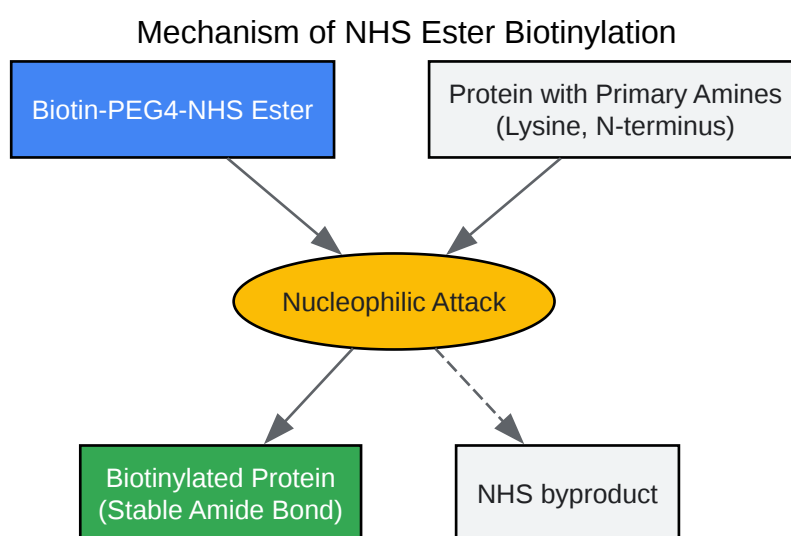 Mechanism of NHS Ester Biotinylation
Biotin-PEG4-NHS Ester
Protein with Primary Amines
(Lysine, N-terminus)
Nucleophilic Attack
Biotinylated Protein
(Stable Amide Bond)
NHS byproduct